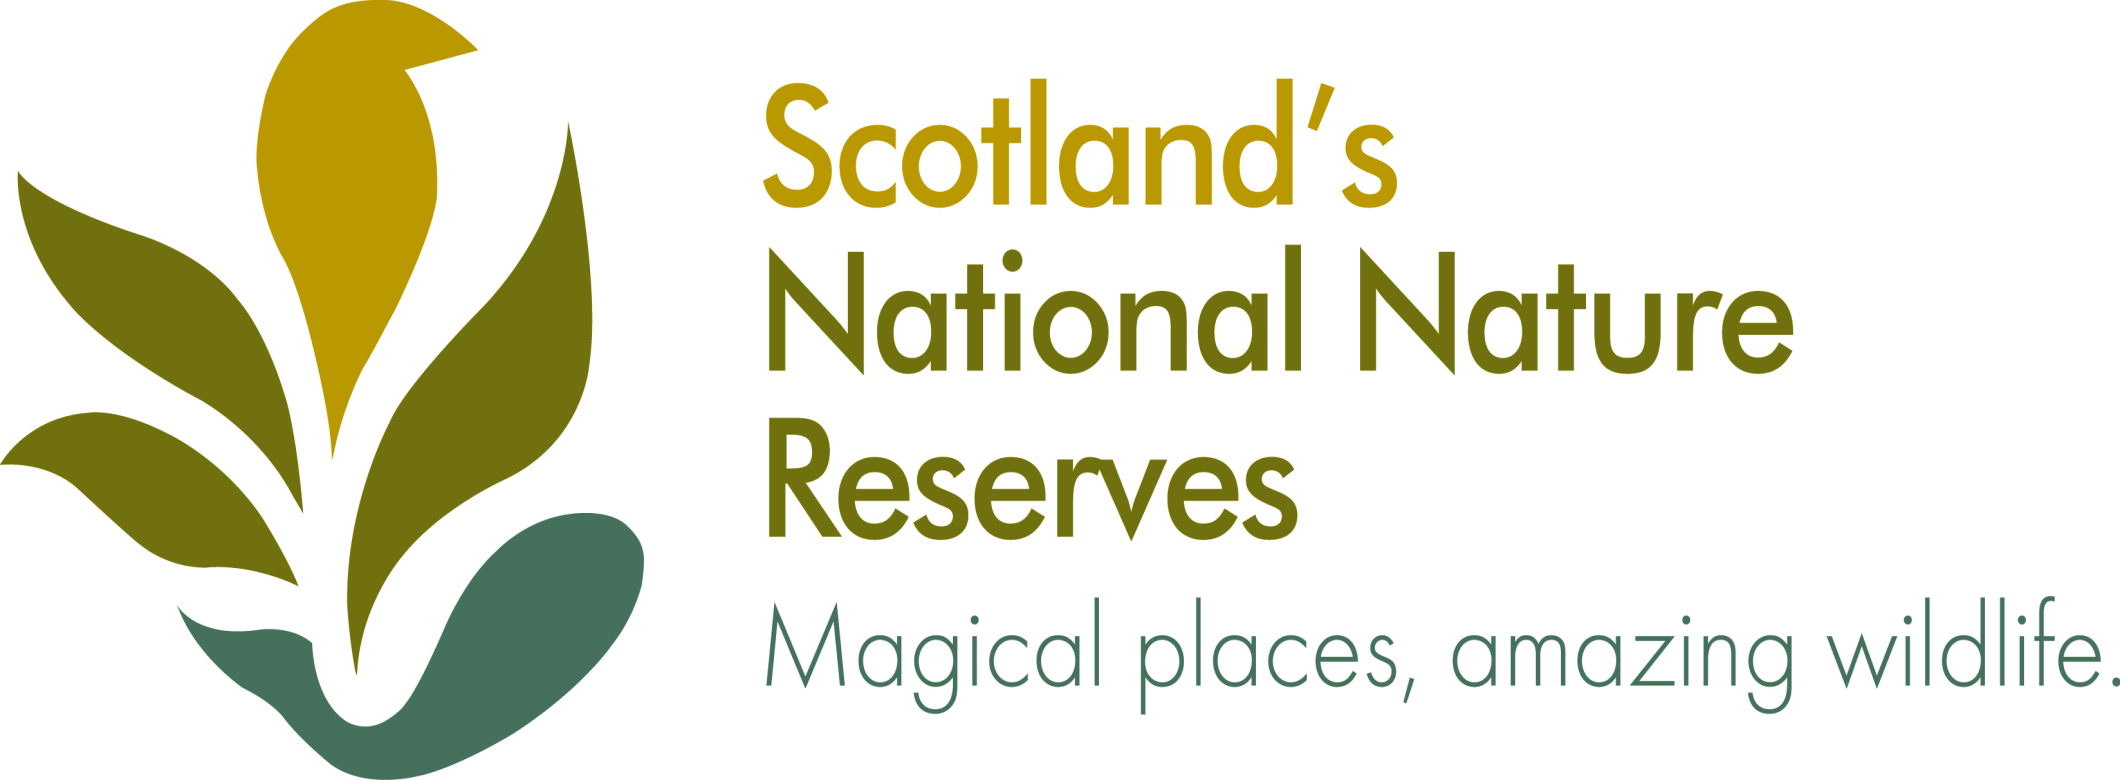 Scotland’s
National Nature
Reserves
Magical places, amazing wildlife.